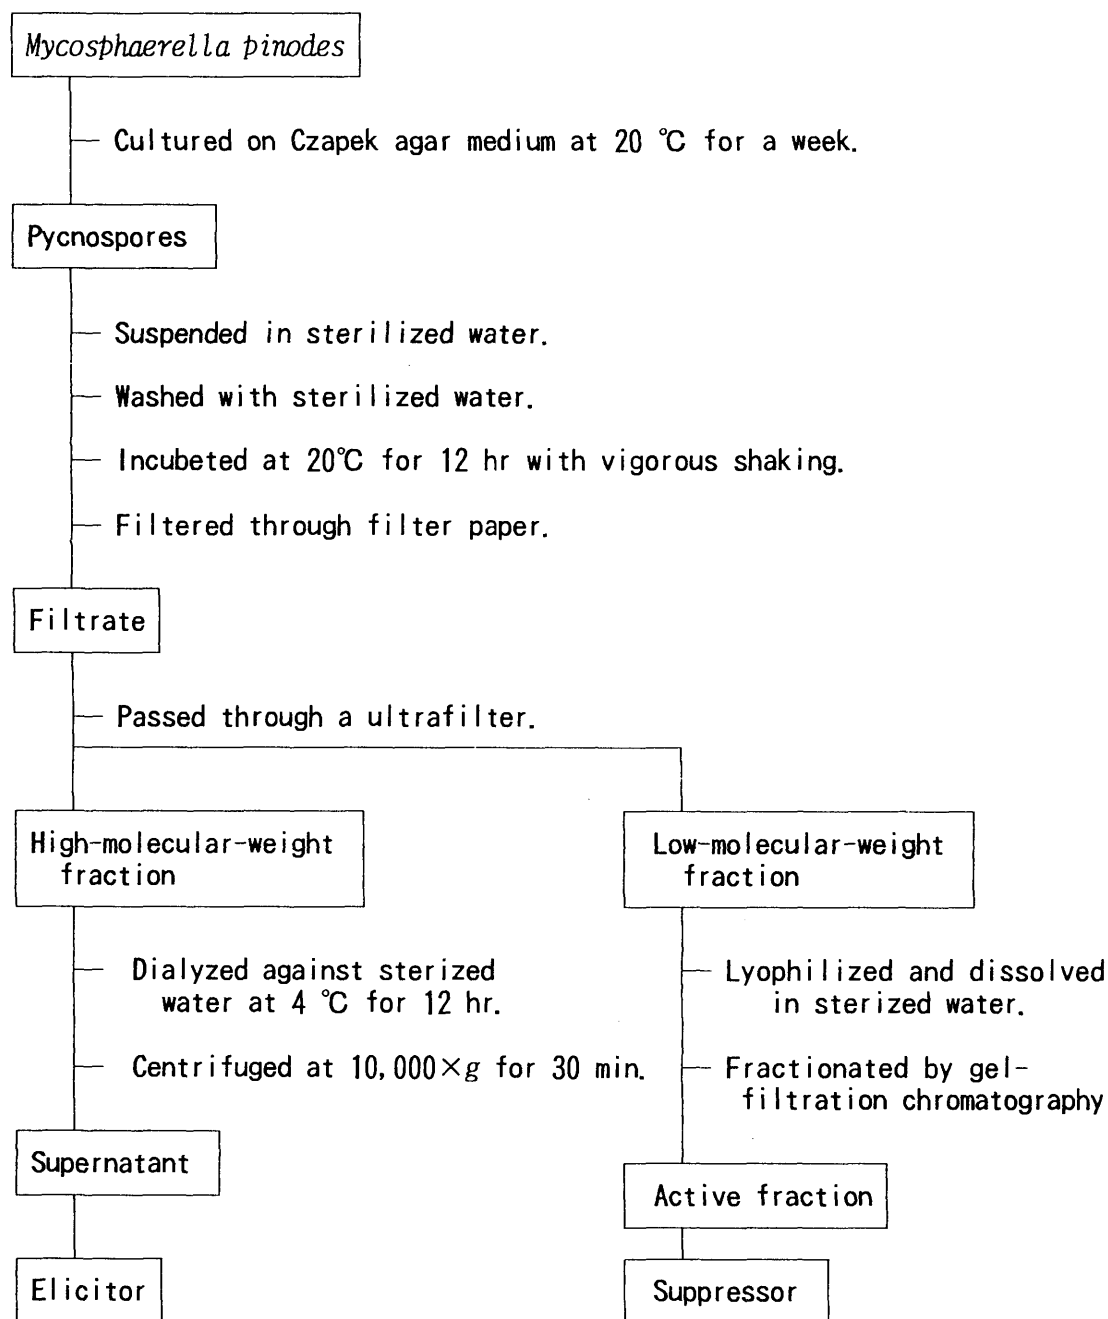 Mycosphaerella pinodes
Cultured on Czapek agar medium at 20 ℃ for a week.
Pycnospores
Suspended in sterilized water.
Washed with sterilized water.
Incubeted at 20℃ for 12 hr with vigorous shaking.
Filtered through filter paper.
Filtrate
Passed through a ultrafilter.
High-molecular-weight
fraction
Dialyzed against sterized
water at 4 ℃ for 12 hr.
Centrifuged at 10,000×g for 30 min.
Supernatant
Elicitor
Low-molecular-weight
fraction
Lyophilized and dissolved
in sterized water.
Fractionated by gel-
filtration chromatography
Active fraction
Suppressor